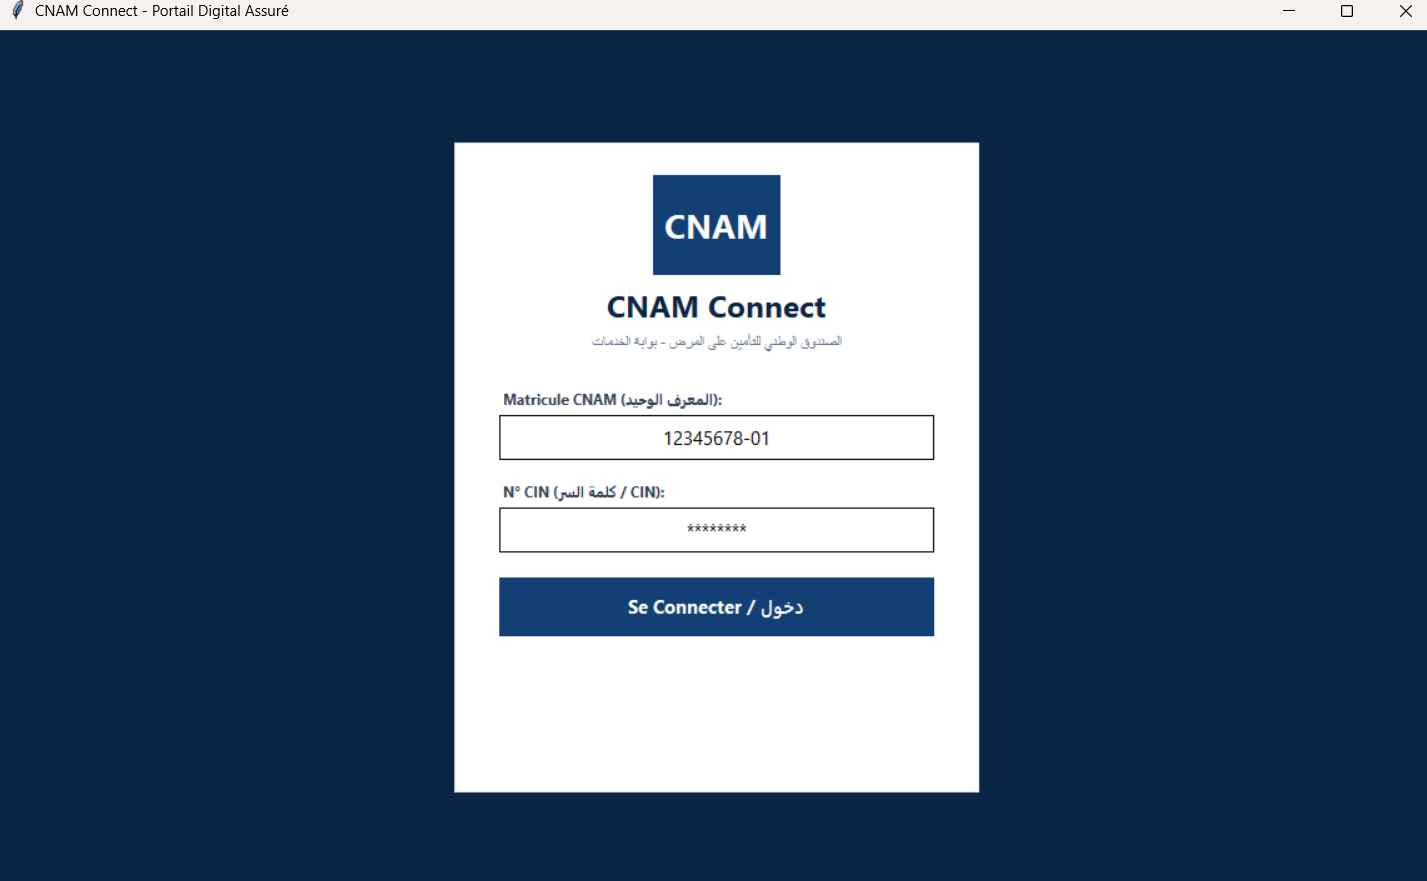 CNAM Connect - Portail Digital Assuré
CNAM
CNAM Connect
الصندوق الوطني للتأمين على المرض - بوابة الخدمات
Matricule CNAM (المعرف الوحيد):
12345678-01
N° CIN (كلمة السر / CIN):
********
Se Connecter / دخول